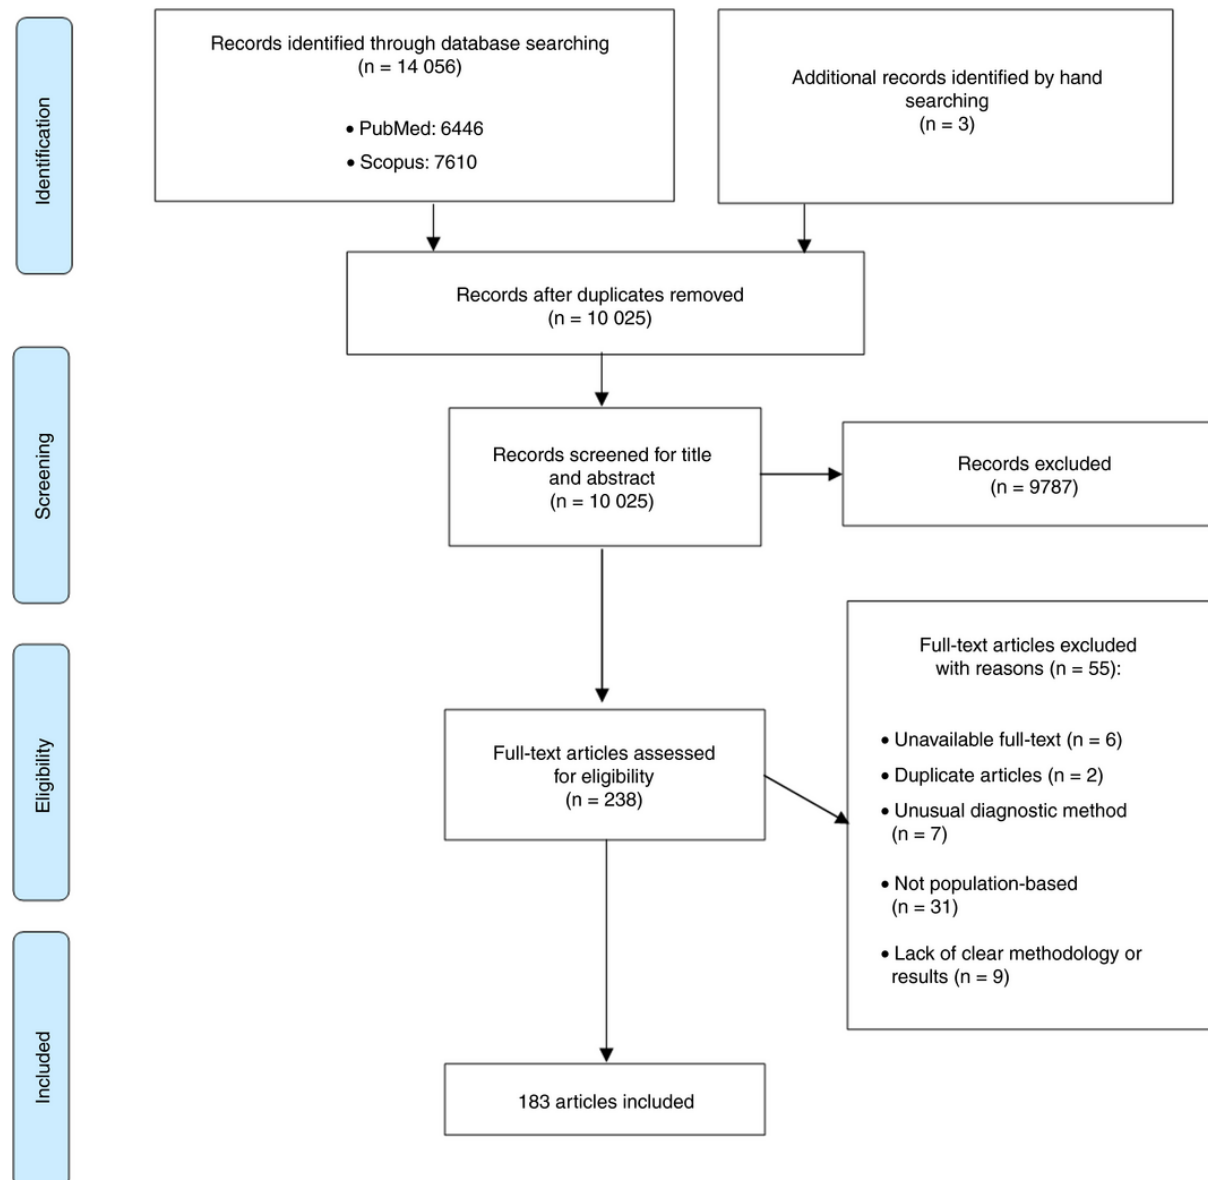 Identification
Records identified through database searching
(n = 14 056)
• PubMed: 6446
• Scopus: 7610
Additional records identified by hand
searching
(n = 3)
Records after duplicates removed
(n = 10 025)
Screening
Records screened for title
and abstract
(n = 10 025)
Records excluded
(n = 9787)
Eligibility
Full-text articles assessed
for eligibility
(n = 238)
Full-text articles excluded
with reasons (n = 55):
• Unavailable full-text (n = 6)
• Duplicate articles (n = 2)
• Unusual diagnostic method
(n = 7)
• Not population-based
(n = 31)
• Lack of clear methodology or
results (n = 9)
Included
183 articles included